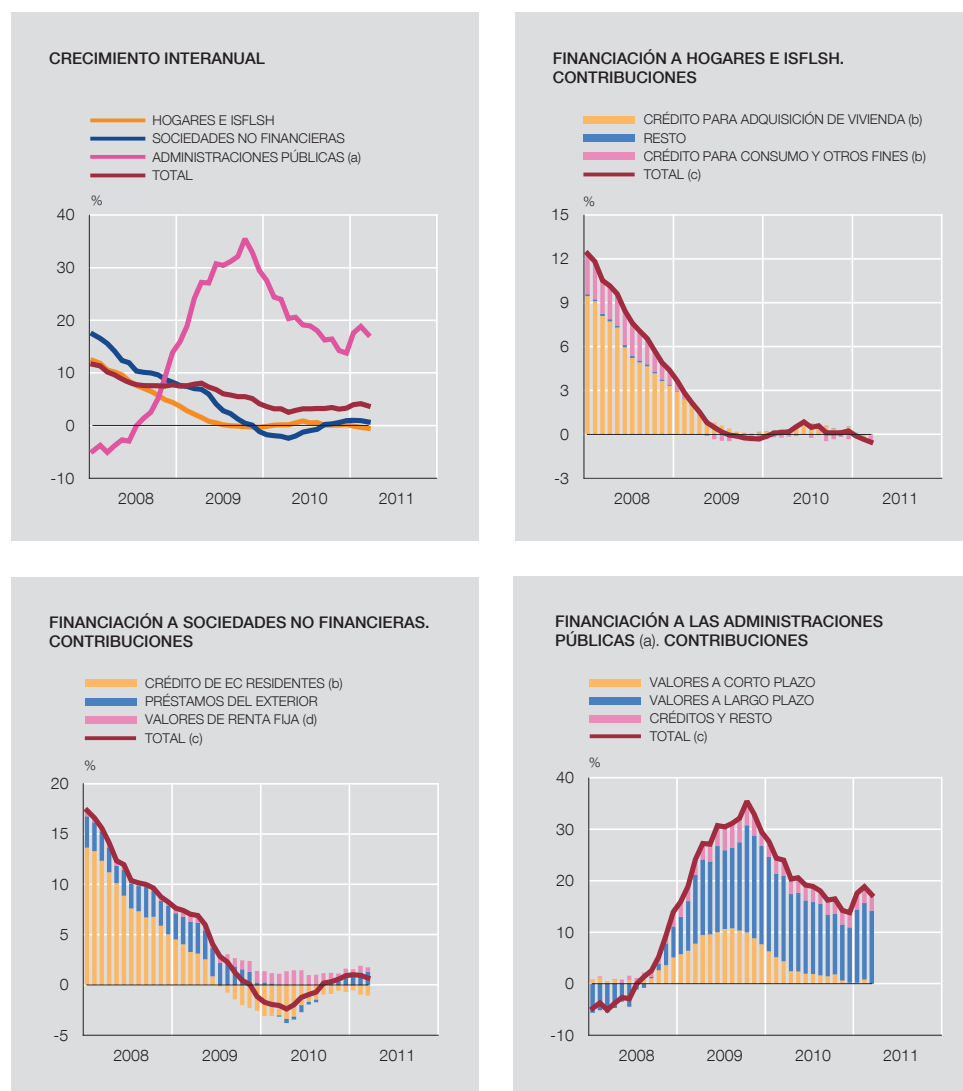 CRECIMIENTO INTERANUAL
HOGARES E ISFLSH
SOCIEDADES NO FINANCIERAS
ADMINISTRACIONES PÚBLICAS (a)
TOTAL
%
40
30
20
10
0
-10
2008 2009 2010 2011
FINANCIACIÓN A HOGARES E ISFLSH.
CONTRIBUCIONES
CRÉDITO PARA ADQUISICIÓN DE VIVIENDA (b)
RESTO
CRÉDITO PARA CONSUMO Y OTROS FINES (b)
TOTAL (c)
%
15
12
9
6
3
0
-3
2008 2009 2010 2011
FINANCIACIÓN A SOCIEDADES NO FINANCIERAS.
CONTRIBUCIONES
CRÉDITO DE EC RESIDENTES (b)
PRÉSTAMOS DEL EXTERIOR
VALORES DE RENTA FIJA (d)
TOTAL (c)
%
20
15
10
5
0
-5
2008 2009 2010 2011
FINANCIACIÓN A LAS ADMINISTRACIONES
PÚBLICAS (a). CONTRIBUCIONES
VALORES A CORTO PLAZO
VALORES A LARGO PLAZO
CRÉDITOS Y RESTO
TOTAL (c)
%
40
30
20
10
0
-10
2008 2009 2010 2011